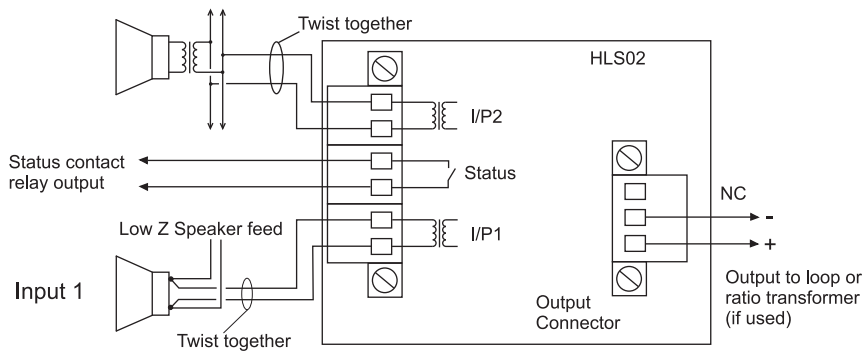 Twist together
HLS02
I/P2
Status contact
relay output
Status
NC
-
+
Low Z Speaker feed
I/P1
Input 1
Output
Connector
Output to loop or
ratio transformer
(if used)
Twist together